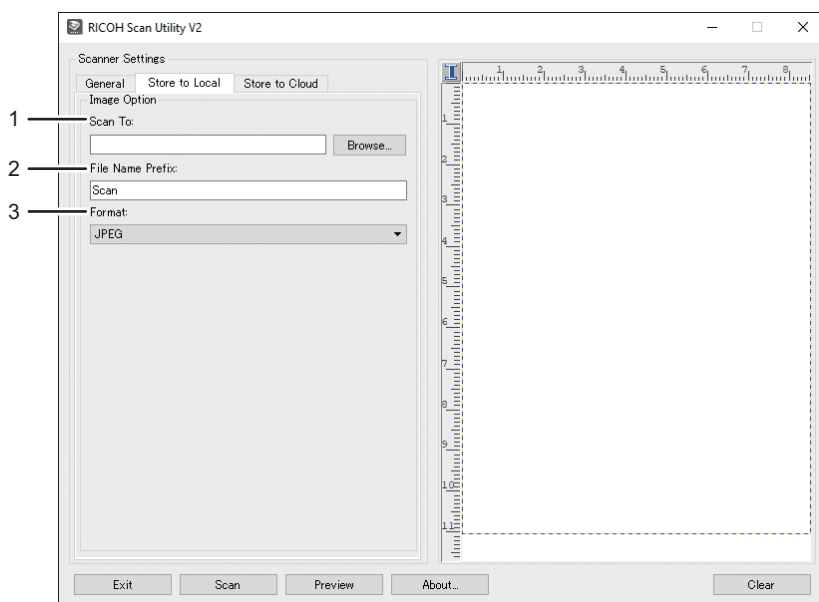 RICOH Scan Utility V2
Scanner Settings
General Store to Local Store to Cloud
Image Option
1 Scan To:
Browse...
2 File Name Prefix:
Scan
3 Format:
JPEG
1 2 3 4 5 6 7 8
1
2
3
4
5
6
7
8
9
10
11
Exit Scan Preview About... Clear